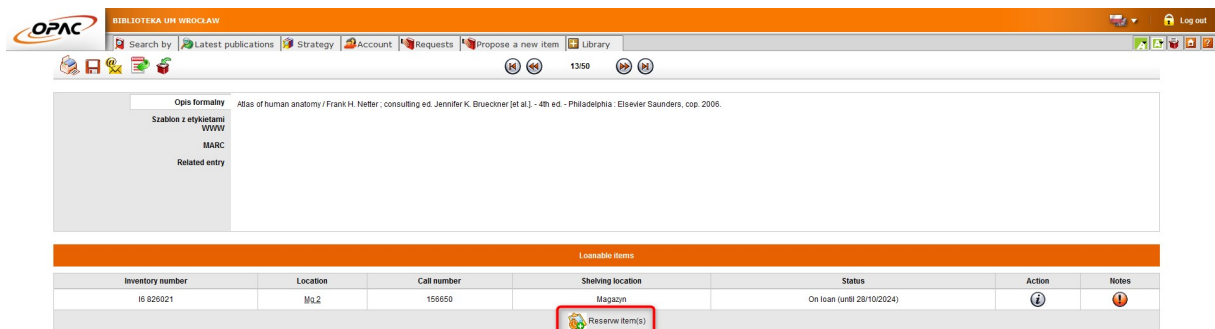 OPAC
BIBLIOTEKA UM WROCŁAW
Log out
Search by Latest publications Strategy Account Requests Propose a new item Library
13/50
Opis formalny
Atlas of human anatomy / Frank H. Netter ; consulting ed. Jennifer K. Brueckner [et al.]. - 4th ed. - Philadelphia : Elsevier Saunders, cop. 2006.
Szablon z etykietami
WWW
MARC
Related entry
Loanable items
Inventory number Location Call number Shelving location Status Action Notes
I6 826021 Mg.2 156650 Magazyn On loan (until 28/10/2024)
Reserwv item(s)